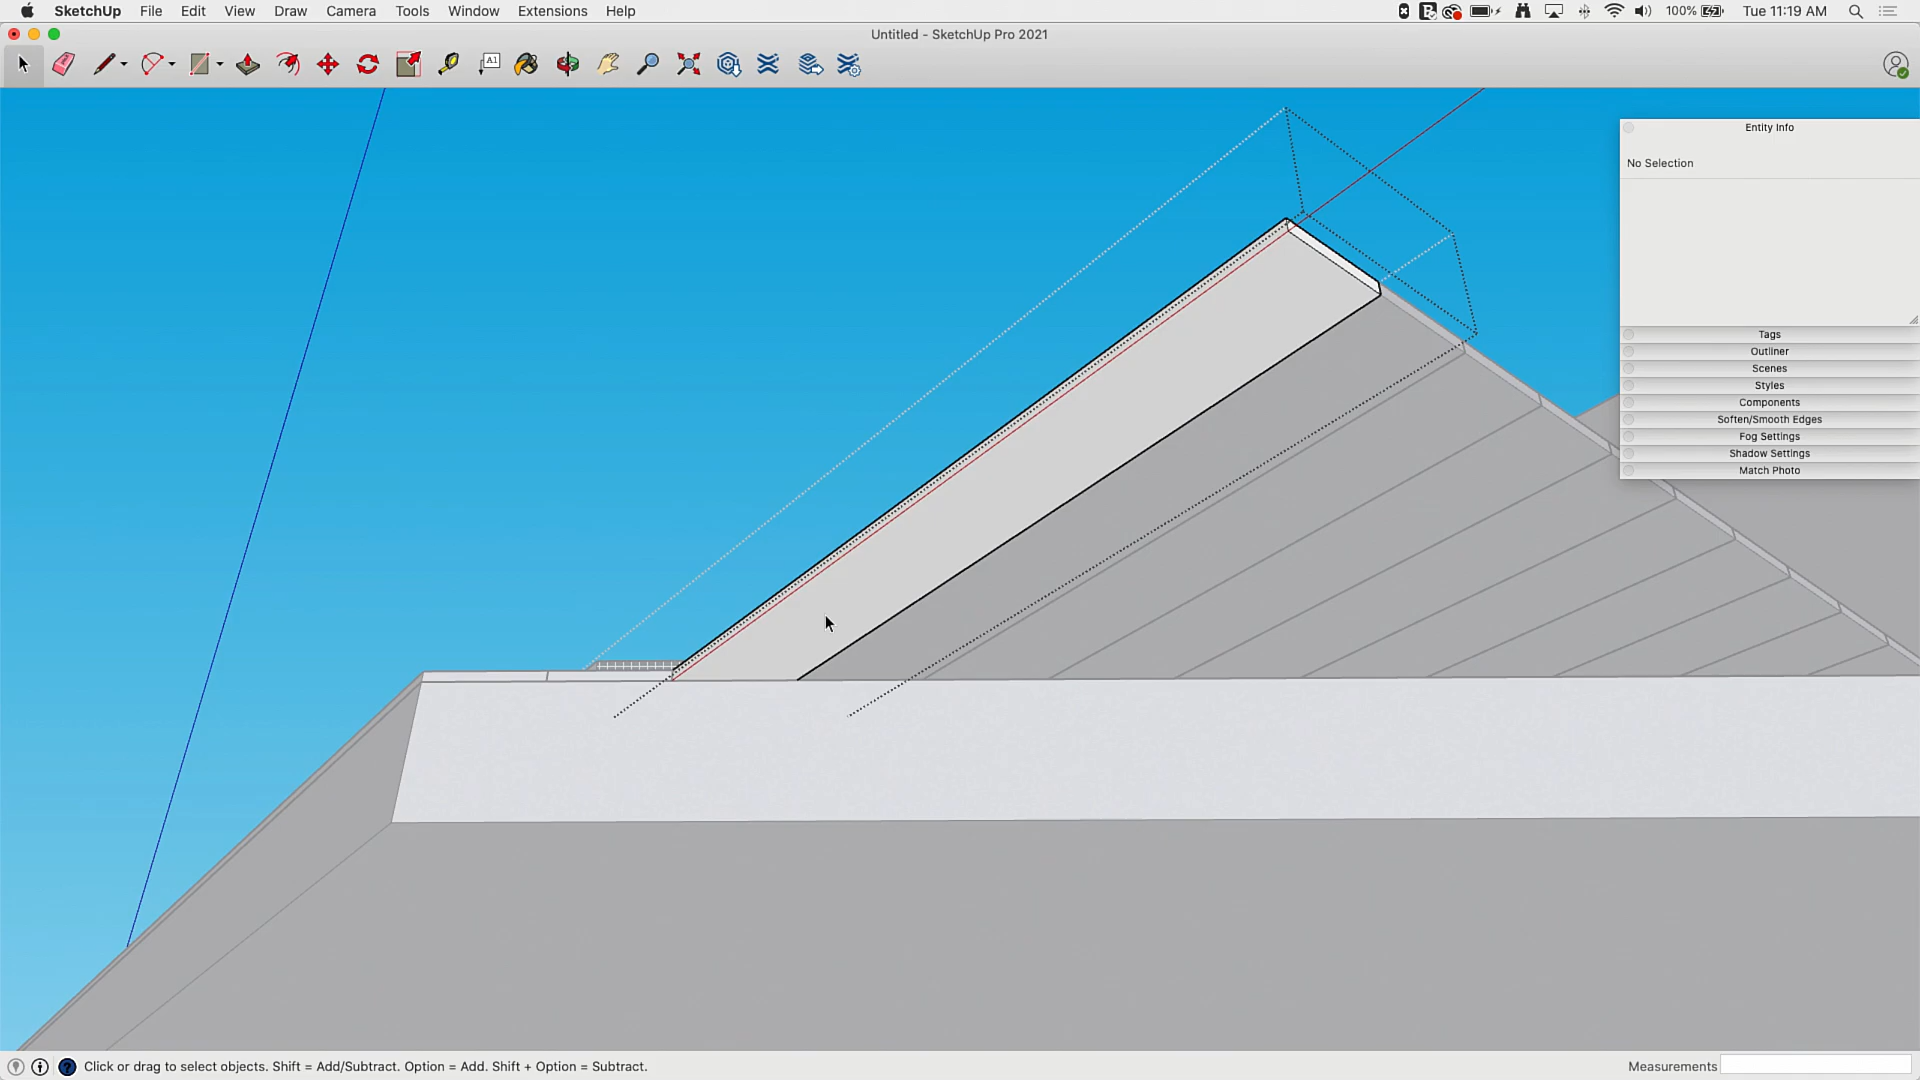 SketchUp File Edit View Draw Camera Tools Window Extensions Help 100% Tue 11:19 AM
Untitled - SketchUp Pro 2021
A1
Entity Info
No Selection
Tags
Outliner
Scenes
Styles
Components
Soften/Smooth Edges
Fog Settings
Shadow Settings
Match Photo
Click or drag to select objects. Shift = Add/Subtract. Option = Add. Shift + Option = Subtract. Measurements